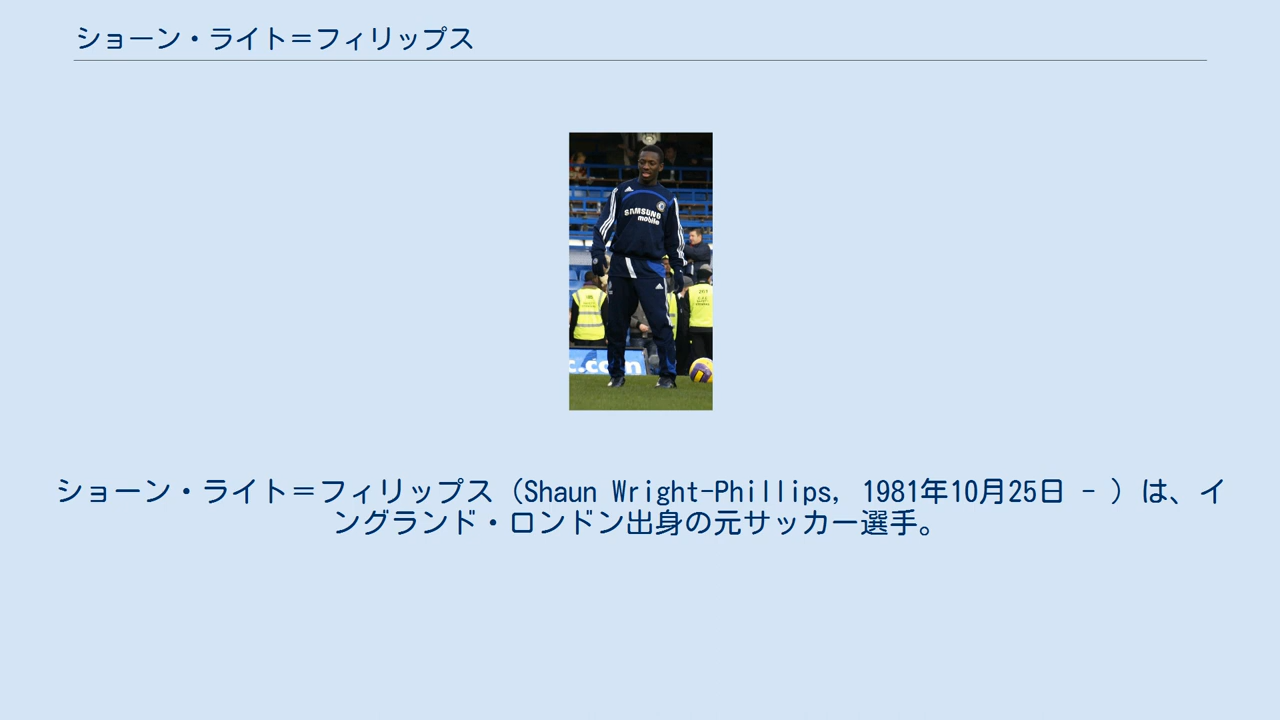 ショーン・ライト＝フィリップス
SAMSUNG
mobile
c.com
ショーン・ライト＝フィリップス（Shaun Wright-Phillips, 1981年10月25日 - ）は、イ
ングランド・ロンドン出身の元サッカー選手。